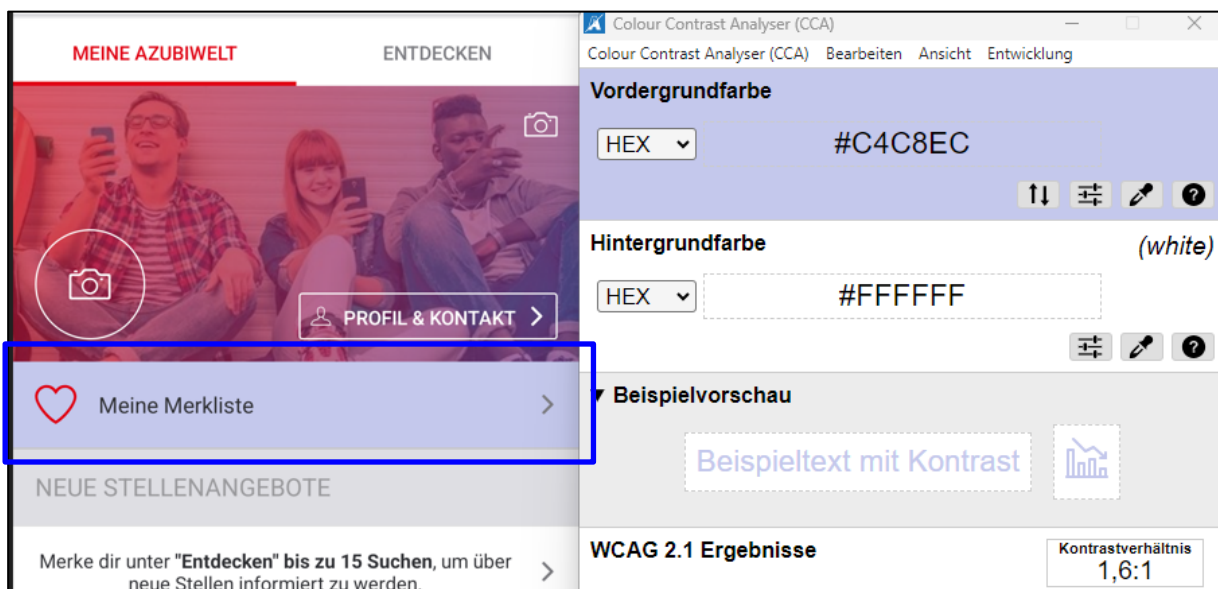 MEINE AZUBIWELT
ENTDECKEN
PROFIL & KONTAKT
Meine Merkliste
NEUE STELLENANGEBOTE
Merke dir unter "Entdecken" bis zu 15 Suchen, um über
neue Stellen informiert zu werden.
Colour Contrast Analyser (CCA)
Colour Contrast Analyser (CCA) Bearbeiten Ansicht Entwicklung
Vordergrundfarbe
HEX
#C4C8EC
Hintergrundfarbe
(white)
HEX
#FFFFFF
▼ Beispielvorschau
Beispieltext mit Kontrast
WCAG 2.1 Ergebnisse
Kontrastverhältnis
1,6:1